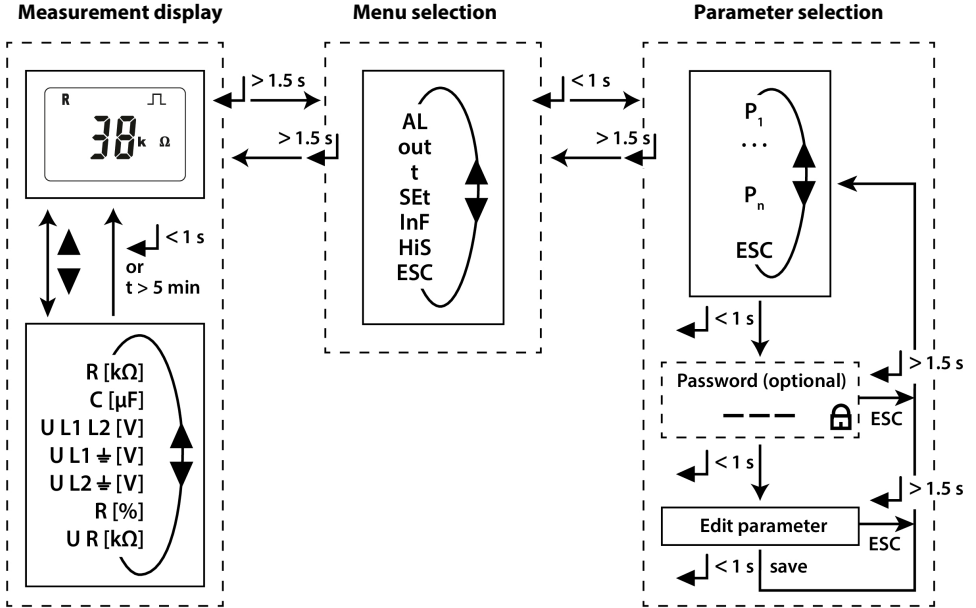 Measurement display
Menu selection
Parameter selection
R
38 k Ω
> 1.5 s
> 1.5 s
< 1 s
or
t > 5 min
R [kΩ]
C [µF]
U L1 L2 [V]
U L1 ⏚ [V]
U L2 ⏚ [V]
R [%]
U R [kΩ]
AL
out
t
SEt
InF
HiS
ESC
< 1 s
> 1.5 s
P1
...
Pn
ESC
< 1 s
> 1.5 s
Password (optional)
ESC
< 1 s
> 1.5 s
Edit parameter
ESC
< 1 s save